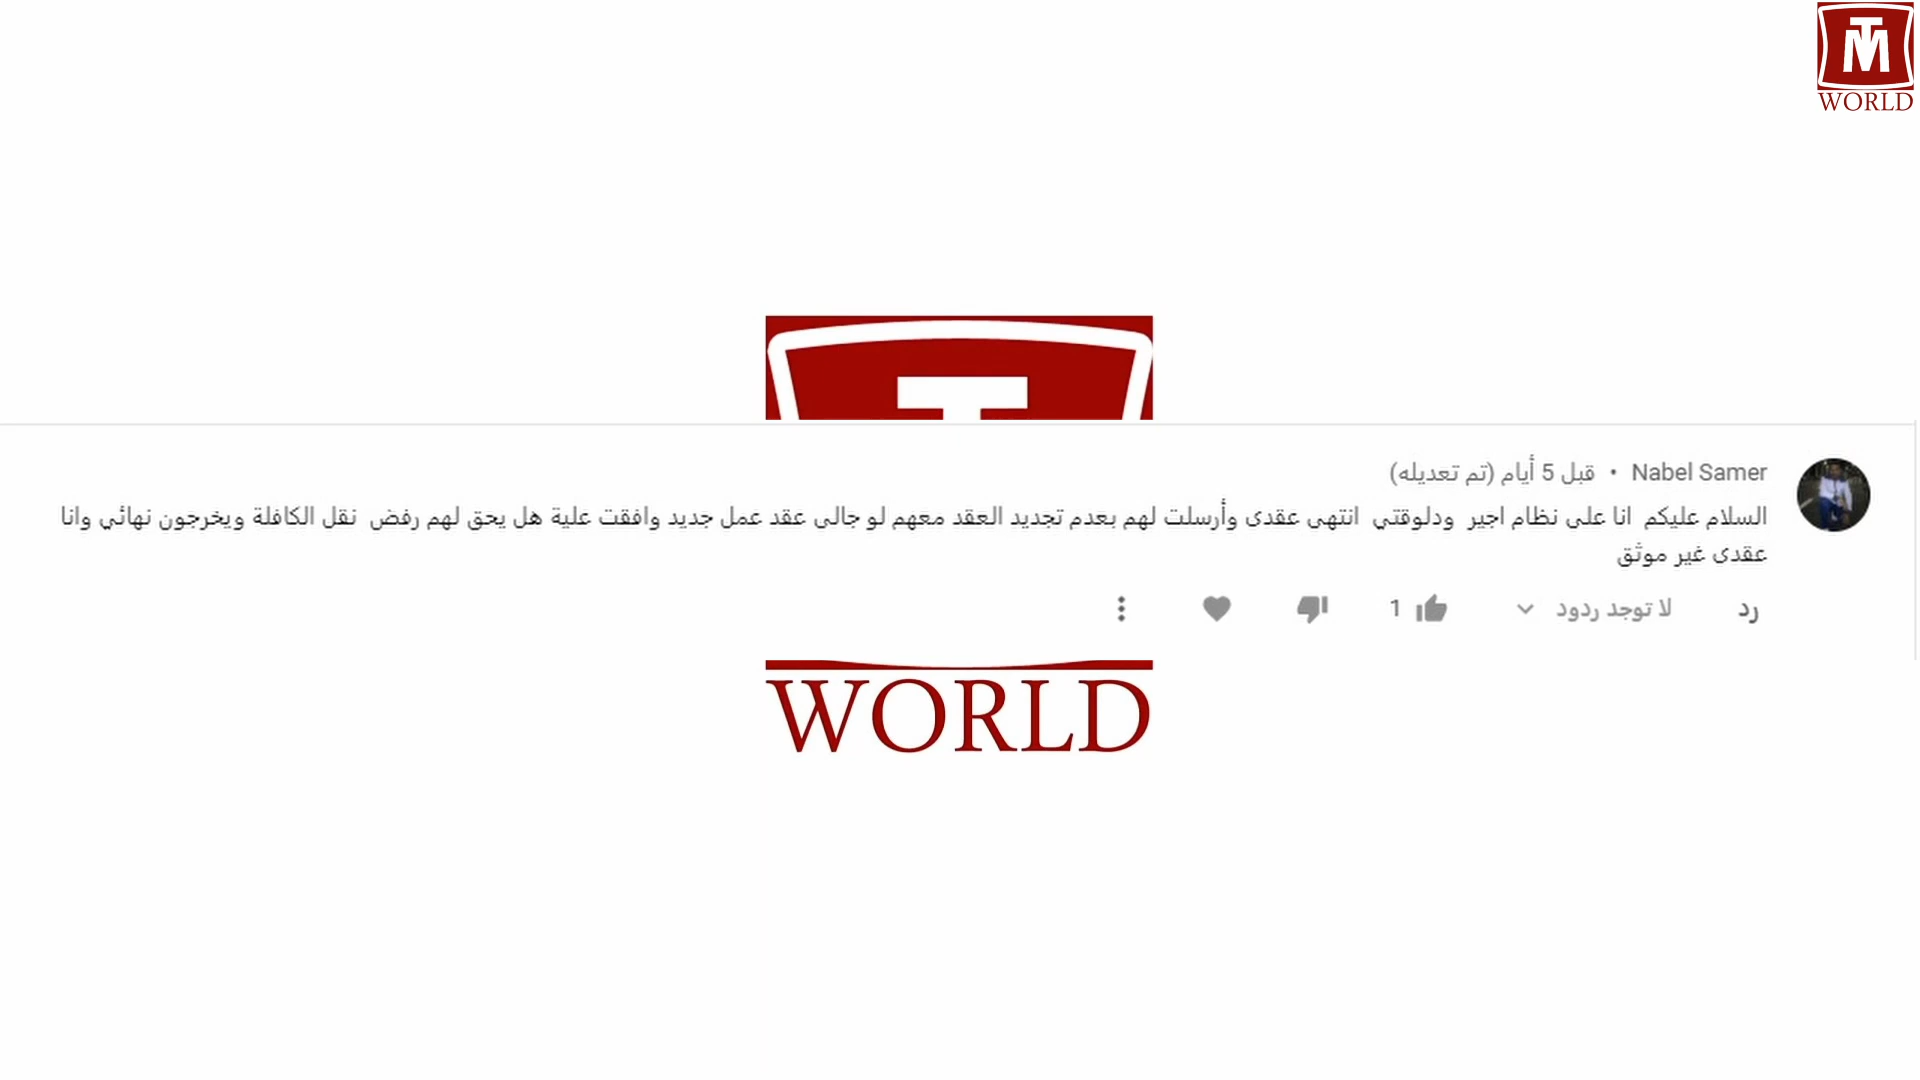 TM
WORLD
Nabel Samer • قبل 5 أيام (تم تعديله)
السلام عليكم انا على نظام اجير ودلوقتي انتهى عقدى وأرسلت لهم بعدم تجديد العقد معهم لو جالى عقد عمل جديد وافقت علية هل يحق لهم رفض نقل الكافلة ويخرجون نهائي وانا
عقدى غير موثق
رد لا توجد ردود 1
WORLD